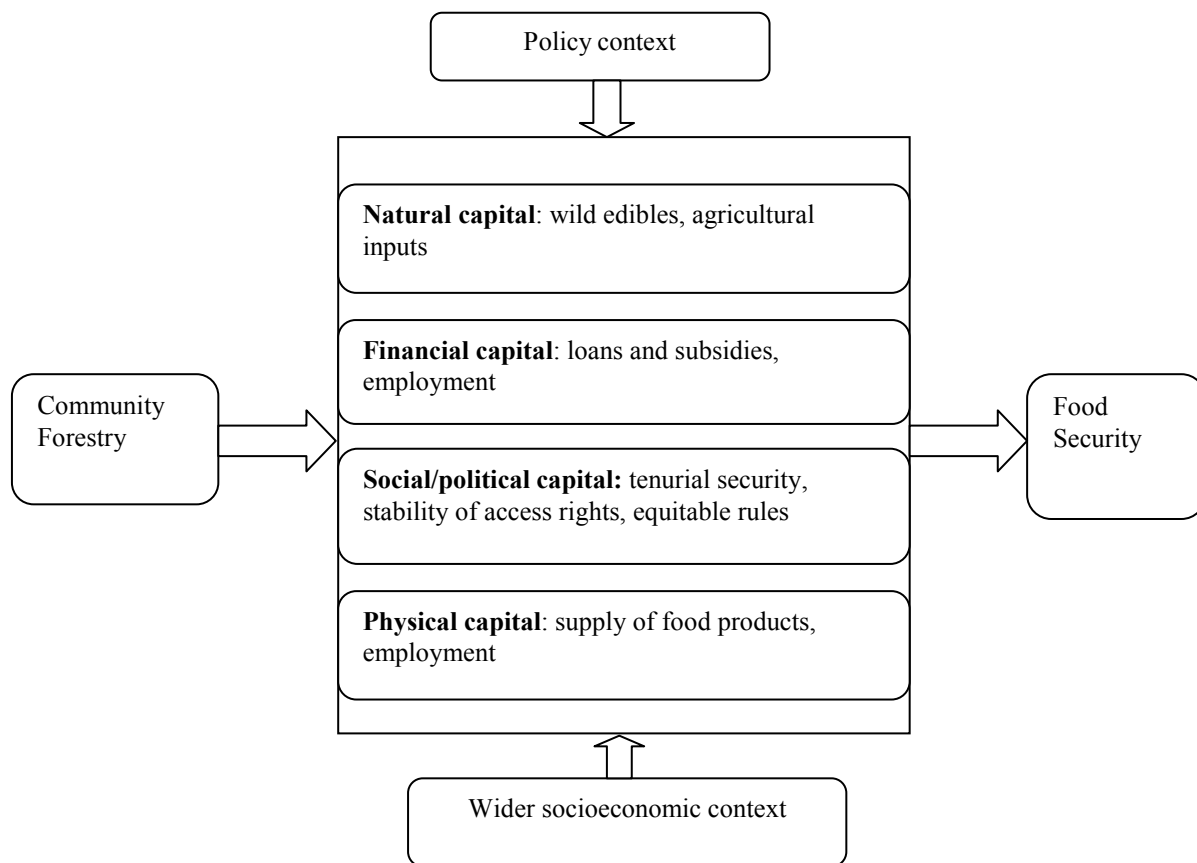 Policy context
Natural capital: wild edibles, agricultural
inputs
Financial capital: loans and subsidies,
employment
Community
Forestry
Food
Security
Social/political capital: tenurial security,
stability of access rights, equitable rules
Physical capital: supply of food products,
employment
Wider socioeconomic context